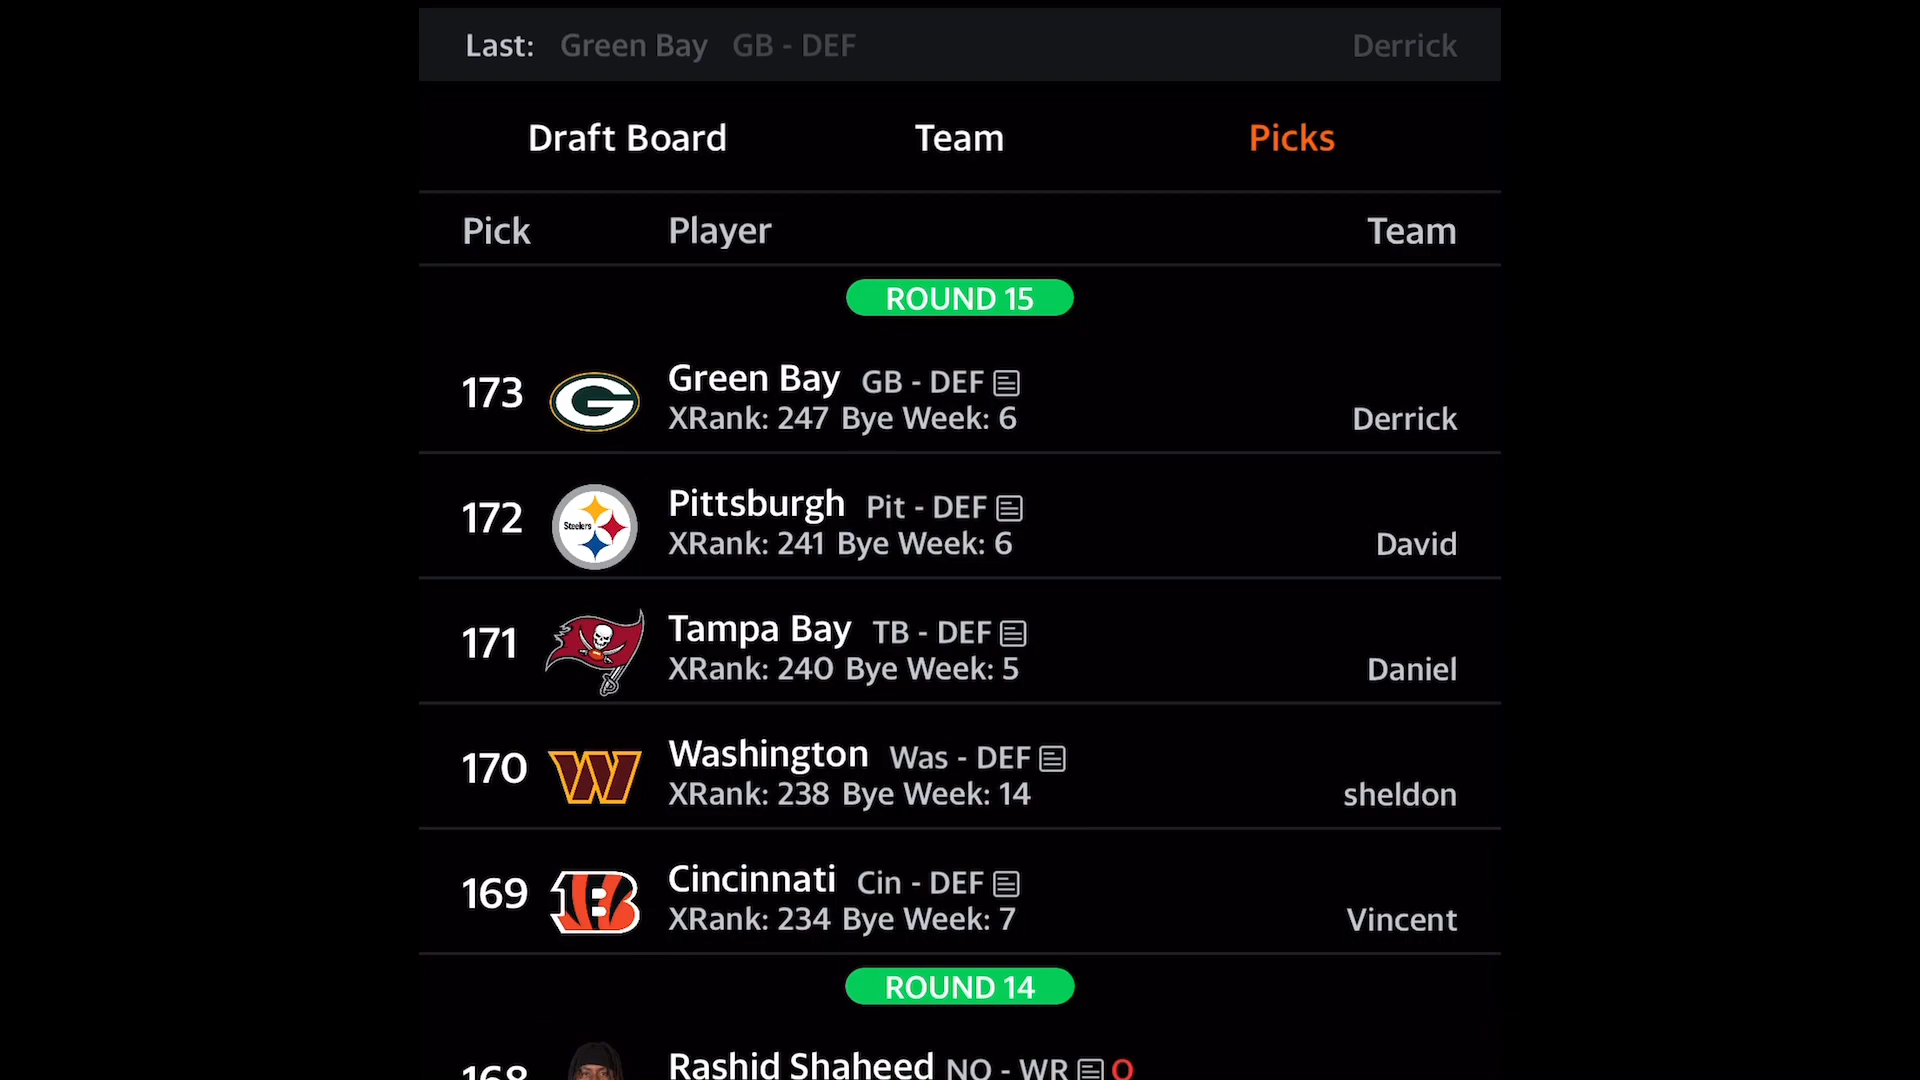 Last: Green Bay GB - DEF Derrick
Draft Board Team Picks
Pick Player Team
ROUND 15
173 Green Bay GB - DEF
XRank: 247 Bye Week: 6 Derrick
172 Steelers Pittsburgh Pit - DEF
XRank: 241 Bye Week: 6 David
171 Tampa Bay TB - DEF
XRank: 240 Bye Week: 5 Daniel
170 Washington Was - DEF
XRank: 238 Bye Week: 14 sheldon
169 Cincinnati Cin - DEF
XRank: 234 Bye Week: 7 Vincent
ROUND 14
168 Rashid Shaheed NO - WR O